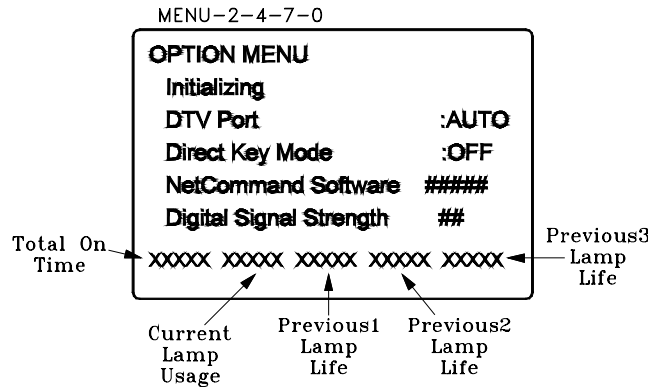 MENU-2-4-7-0
OPTION MENU
Initializing
DTV Port :AUTO
Direct Key Mode :OFF
NetCommand Software #####
Digital Signal Strength ##
XXXXX XXXXX XXXXX XXXXX XXXXX
Total On
Time
Current
Lamp
Usage
Previous1
Lamp
Life
Previous2
Lamp
Life
Previous3
Lamp
Life